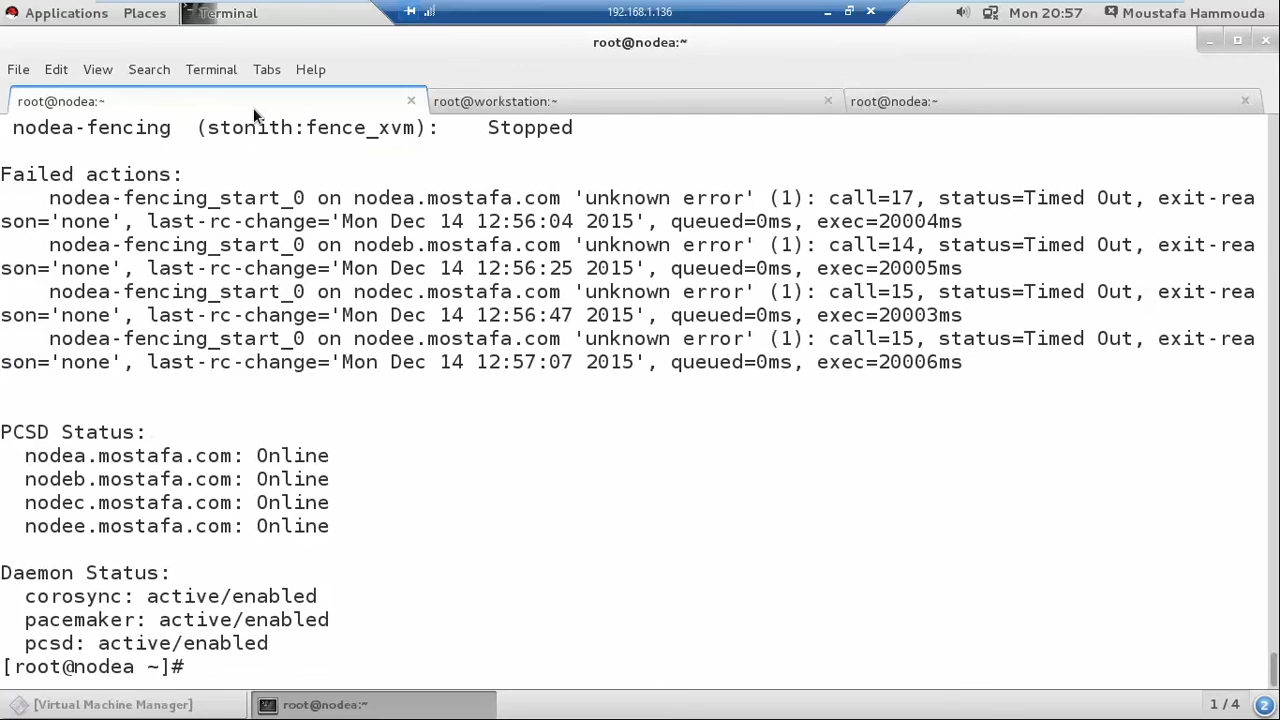 Applications Places Terminal 192.168.1.136 Mon 20:57 Moustafa Hammouda
root@nodea:~
File Edit View Search Terminal Tabs Help
root@nodea:~ root@workstation:~ root@nodea:~
nodea-fencing (stonith:fence_xvm): Stopped
Failed actions:
nodea-fencing_start_0 on nodea.mostafa.com 'unknown error' (1): call=17, status=Timed Out, exit-rea
son='none', last-rc-change='Mon Dec 14 12:56:04 2015', queued=0ms, exec=20004ms
nodea-fencing_start_0 on nodeb.mostafa.com 'unknown error' (1): call=14, status=Timed Out, exit-rea
son='none', last-rc-change='Mon Dec 14 12:56:25 2015', queued=0ms, exec=20005ms
nodea-fencing_start_0 on nodec.mostafa.com 'unknown error' (1): call=15, status=Timed Out, exit-rea
son='none', last-rc-change='Mon Dec 14 12:56:47 2015', queued=0ms, exec=20003ms
nodea-fencing_start_0 on nodee.mostafa.com 'unknown error' (1): call=15, status=Timed Out, exit-rea
son='none', last-rc-change='Mon Dec 14 12:57:07 2015', queued=0ms, exec=20006ms
PCSD Status:
nodea.mostafa.com: Online
nodeb.mostafa.com: Online
nodec.mostafa.com: Online
nodee.mostafa.com: Online
Daemon Status:
corosync: active/enabled
pacemaker: active/enabled
pcsd: active/enabled
[root@nodea ~]#
[Virtual Machine Manager] root@nodea:~ 1 / 4 2